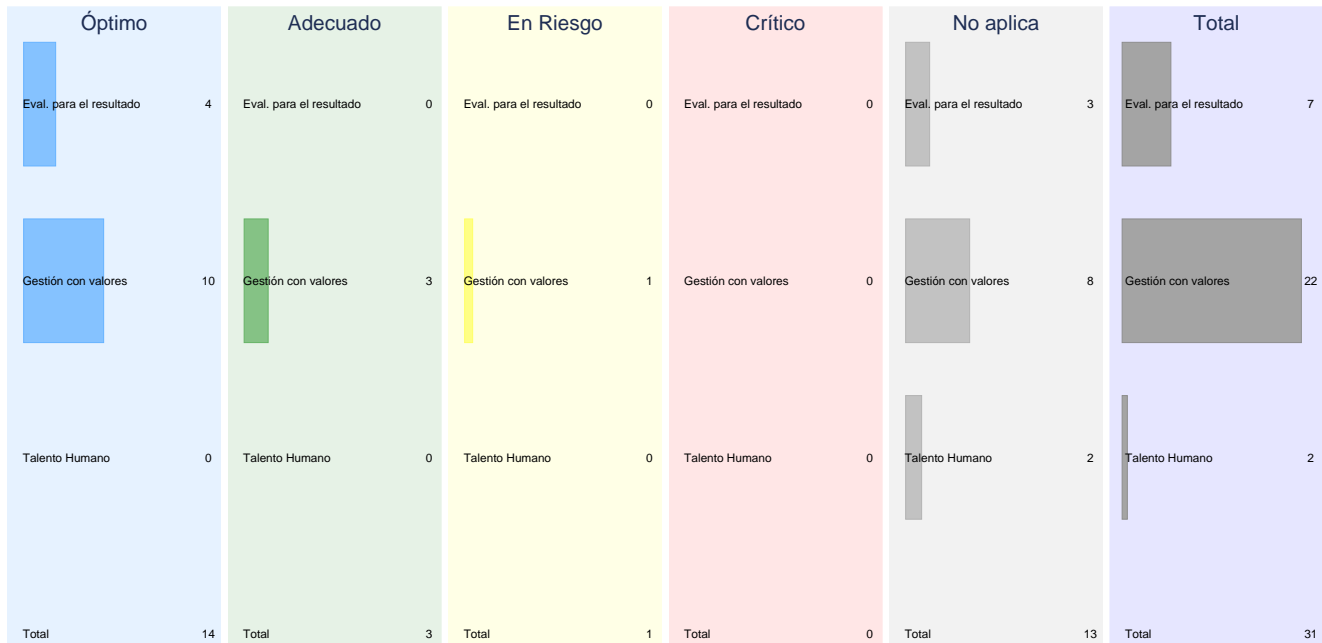 Óptimo Adecuado En Riesgo Crítico No aplica Total
Eval. para el resultado 4 Eval. para el resultado 0 Eval. para el resultado 0 Eval. para el resultado 0 Eval. para el resultado 3 Eval. para el resultado 7
Gestión con valores 10 Gestión con valores 3 Gestión con valores 1 Gestión con valores 0 Gestión con valores 8 Gestión con valores 22
Talento Humano 0 Talento Humano 0 Talento Humano 0 Talento Humano 0 Talento Humano 2 Talento Humano 2
Total 14 Total 3 Total 1 Total 0 Total 13 Total 31